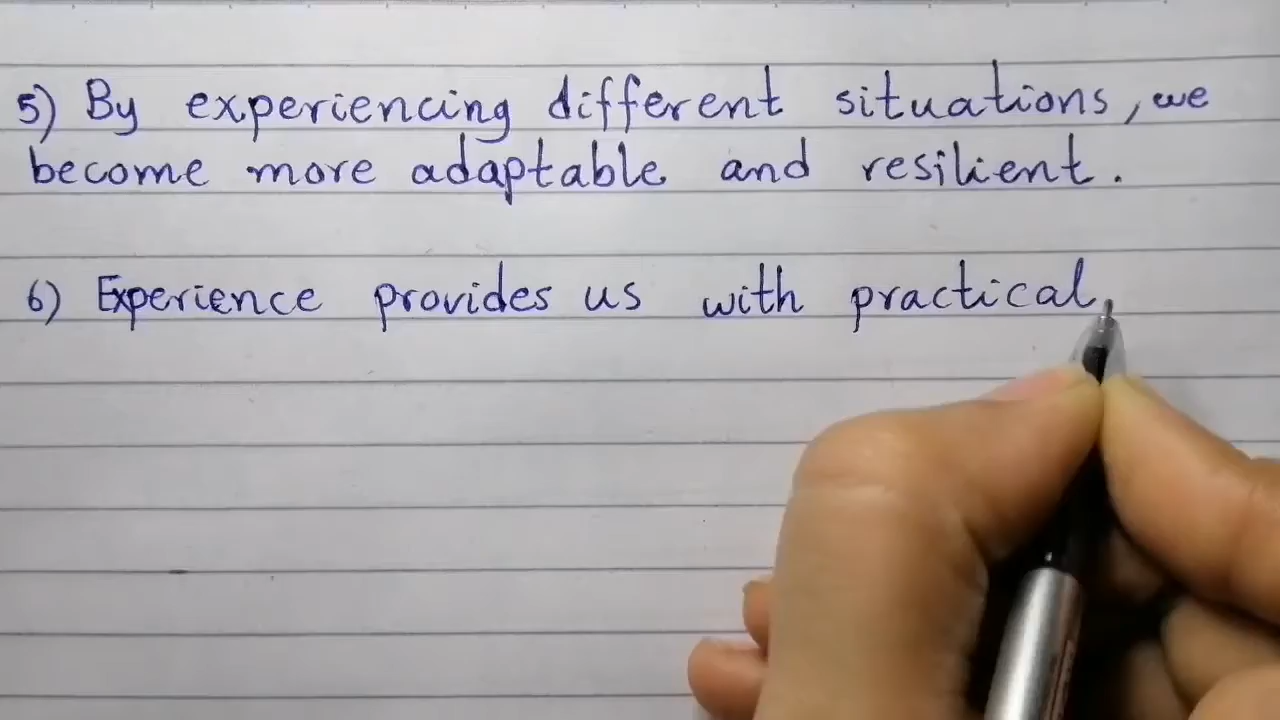 5) By experiencing different situations, we
become more adaptable and resilient.
6) Experience provides us with practical